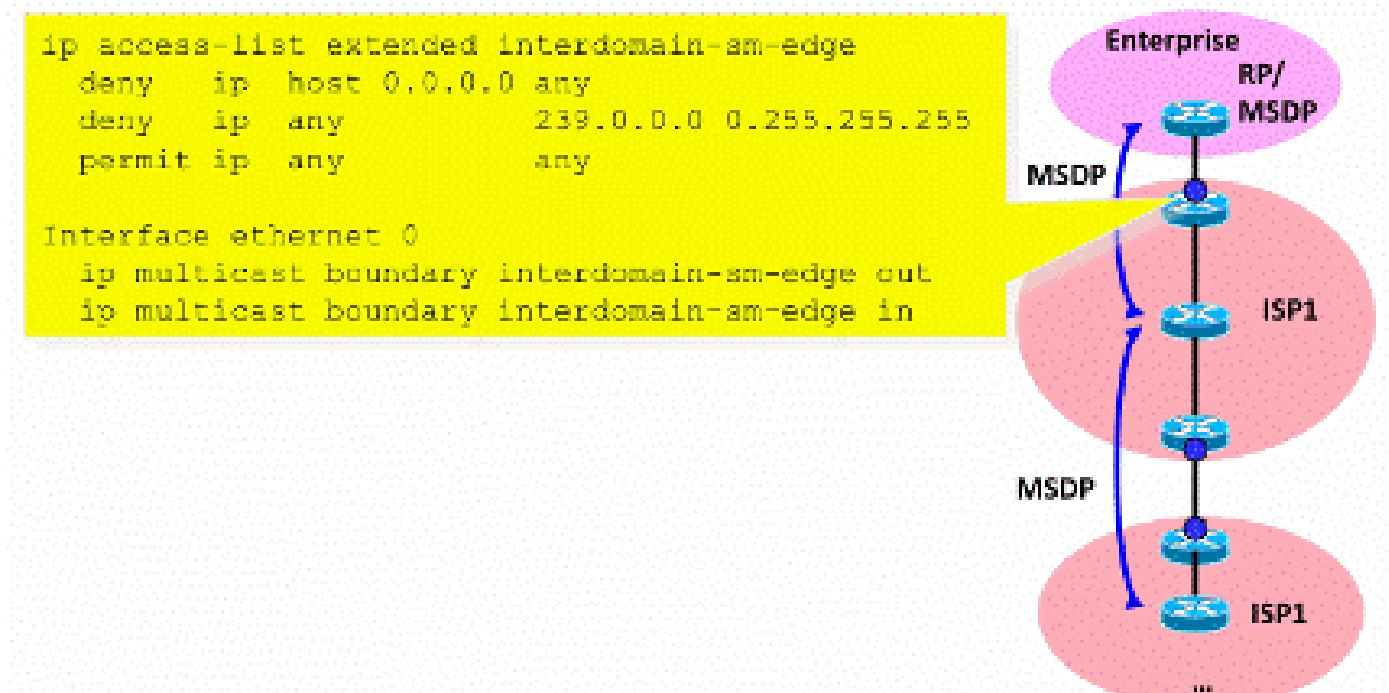 ip access-list extended interdomain-sm-edge
deny ip host 0.0.0.0 any
deny ip any 239.0.0.0 0.255.255.255
permit ip any any
Interface ethernet 0
ip multicast boundary interdomain-sm-edge out
ip multicast boundary interdomain-sm-edge in
Enterprise
RP/
MSDP
MSDP
ISP1
MSDP
ISP1
...